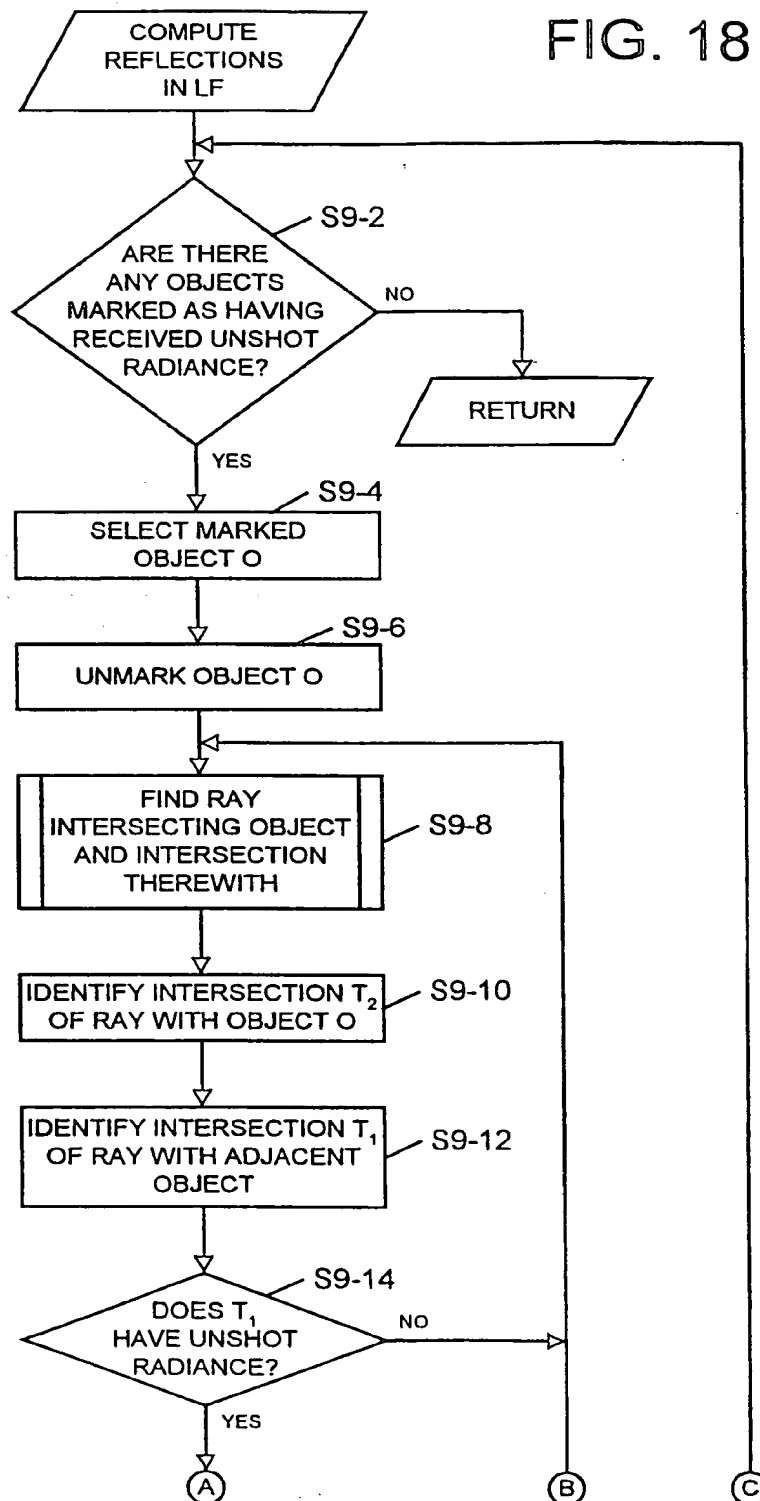 FIG. 18
COMPUTE
REFLECTIONS
IN LF
S9-2
ARE THERE
ANY OBJECTS
MARKED AS HAVING
RECEIVED UNSHOT
RADIANCE?
NO
RETURN
YES
S9-4
SELECT MARKED
OBJECT O
S9-6
UNMARK OBJECT O
FIND RAY
INTERSECTING OBJECT
AND INTERSECTION
THEREWITH
S9-8
IDENTIFY INTERSECTION T₂
OF RAY WITH OBJECT O
S9-10
IDENTIFY INTERSECTION T₁
OF RAY WITH ADJACENT
OBJECT
S9-12
S9-14
DOES T₁
HAVE UNSHOT
RADIANCE?
NO
YES
A
B
C